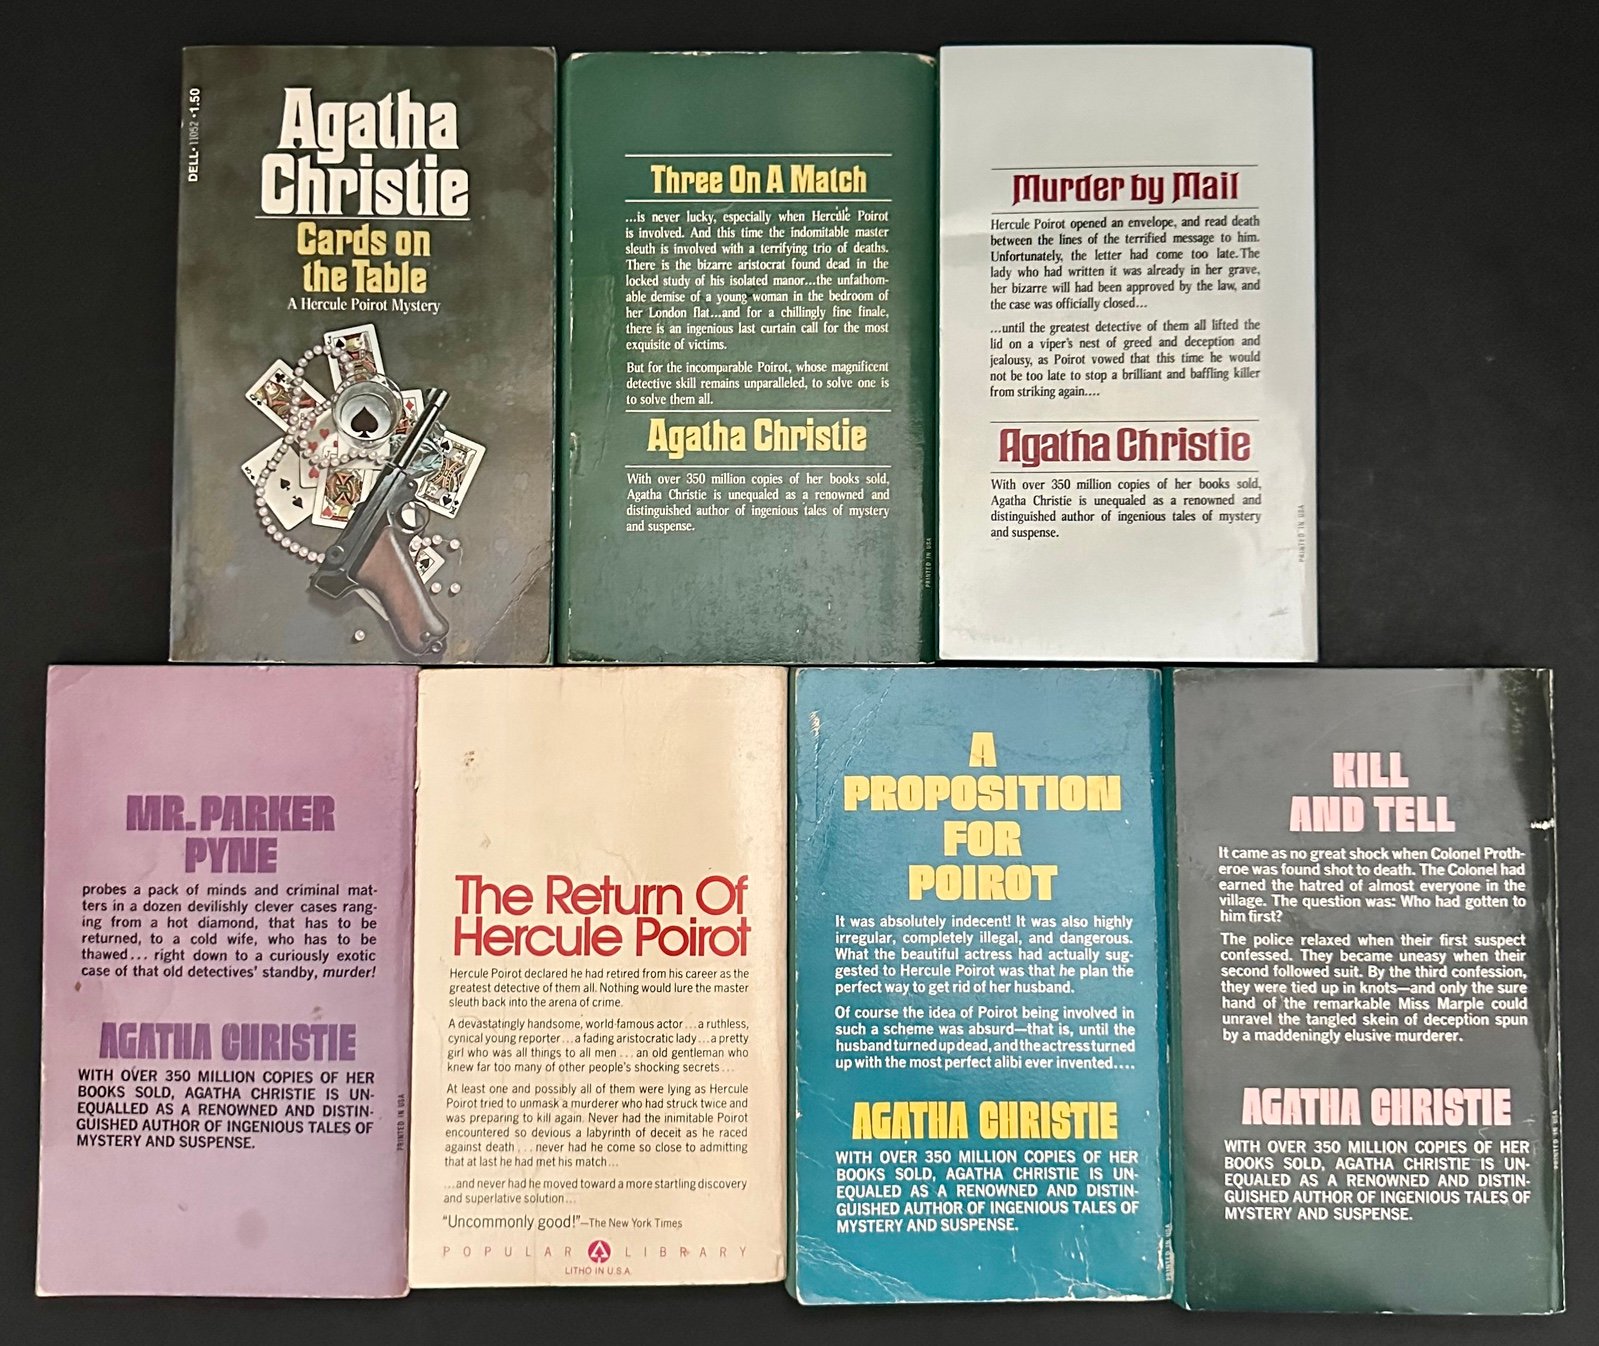 DELL • 11052 • 1.50
Agatha
Christie
Cards on
the Table
A Hercule Poirot Mystery
Three On A Match
...is never lucky, especially when Hercule Poirot
is involved. And this time the indomitable master
sleuth is involved with a terrifying trio of deaths.
There is the bizarre aristocrat found dead in the
locked study of his isolated manor...the unfathom-
able demise of a young woman in the bedroom of
her London flat...and for a chillingly fine finale,
there is an ingenious last curtain call for the most
exquisite of victims.
But for the incomparable Poirot, whose magnificent
detective skill remains unparalleled, to solve one is
to solve them all.
Agatha Christie
With over 350 million copies of her books sold,
Agatha Christie is unequaled as a renowned and
distinguished author of ingenious tales of mystery
and suspense.
PRINTED IN USA
Murder by Mail
Hercule Poirot opened an envelope, and read death
between the lines of the terrified message to him.
Unfortunately, the letter had come too late. The
lady who had written it was already in her grave,
her bizarre will had been approved by the law, and
the case was officially closed...
...until the greatest detective of them all lifted the
lid on a viper's nest of greed and deception and
jealousy, as Poirot vowed that this time he would
not be too late to stop a brilliant and baffling killer
from striking again....
Agatha Christie
With over 350 million copies of her books sold,
Agatha Christie is unequaled as a renowned and
distinguished author of ingenious tales of mystery
and suspense.
PRINTED IN USA
MR. PARKER
PYNE
probes a pack of minds and criminal mat-
ters in a dozen devilishly clever cases rang-
ing from a hot diamond, that has to be
returned, to a cold wife, who has to be
thawed... right down to a curiously exotic
case of that old detectives' standby, murder!
AGATHA CHRISTIE
WITH OVER 350 MILLION COPIES OF HER
BOOKS SOLD, AGATHA CHRISTIE IS UN-
EQUALLED AS A RENOWNED AND DISTIN-
GUISHED AUTHOR OF INGENIOUS TALES OF
MYSTERY AND SUSPENSE.
PRINTED IN USA
The Return Of
Hercule Poirot
Hercule Poirot declared he had retired from his career as the
greatest detective of them all. Nothing would lure the master
sleuth back into the arena of crime.
A devastatingly handsome, world-famous actor...a ruthless,
cynical young reporter...a fading aristocratic lady...a pretty
girl who was all things to all men...an old gentleman who
knew far too many of other people's shocking secrets...
At least one and possibly all of them were lying as Hercule
Poirot tried to unmask a murderer who had struck twice and
was preparing to kill again. Never had the inimitable Poirot
encountered so devious a labyrinth of deceit as he raced
against death...never had he come so close to admitting
that at last he had met his match...
...and never had he moved toward a more startling discovery
and superlative solution...
"Uncommonly good!"—The New York Times
POPULAR LIBRARY
LITHO IN U.S.A.
A
PROPOSITION
FOR
POIROT
It was absolutely indecent! It was also highly
irregular, completely illegal, and dangerous.
What the beautiful actress had actually sug-
gested to Hercule Poirot was that he plan the
perfect way to get rid of her husband.
Of course the idea of Poirot being involved in
such a scheme was absurd—that is, until the
husband turned up dead, and the actress turned
up with the most perfect alibi ever invented....
AGATHA CHRISTIE
WITH OVER 350 MILLION COPIES OF HER
BOOKS SOLD, AGATHA CHRISTIE IS UN-
EQUALED AS A RENOWNED AND DISTIN-
GUISHED AUTHOR OF INGENIOUS TALES OF
MYSTERY AND SUSPENSE.
PRINTED IN USA
KILL
AND TELL
It came as no great shock when Colonel Proth-
eroe was found shot to death. The Colonel had
earned the hatred of almost everyone in the
village. The question was: Who had gotten to
him first?
The police relaxed when their first suspect
confessed. They became uneasy when their
second followed suit. By the third confession,
they were tied up in knots—and only the sure
hand of the remarkable Miss Marple could
unravel the tangled skein of deception spun
by a maddeningly elusive murderer.
AGATHA CHRISTIE
WITH OVER 350 MILLION COPIES OF HER
BOOKS SOLD, AGATHA CHRISTIE IS UN-
EQUALED AS A RENOWNED AND DISTIN-
GUISHED AUTHOR OF INGENIOUS TALES OF
MYSTERY AND SUSPENSE.
PRINTED IN USA